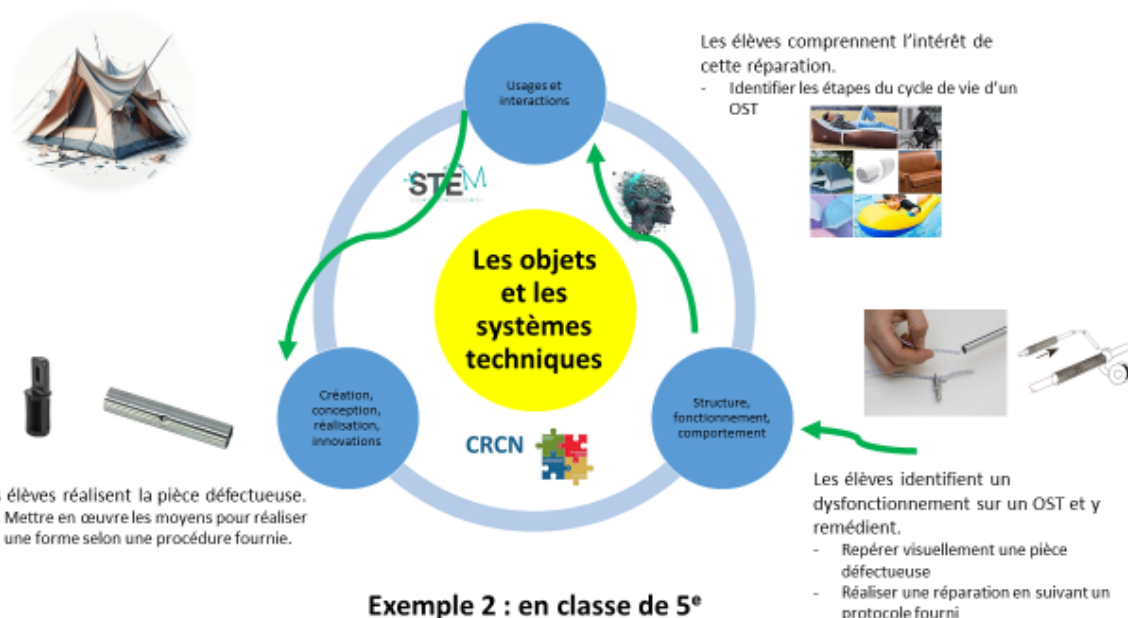 Les élèves comprennent l’intérêt de
cette réparation.
- Identifier les étapes du cycle de vie d’un
OST
Usages et
interactions
STEM
Les objets
et les
systèmes
techniques
Création,
conception,
réalisation,
innovations
Structure,
fonctionnement,
comportement
CRCN
élèves réalisent la pièce défectueuse.
Mettre en œuvre les moyens pour réaliser
une forme selon une procédure fournie.
Les élèves identifient un
dysfonctionnement sur un OST et y
remédient.
- Repérer visuellement une pièce
défectueuse
- Réaliser une réparation en suivant un
protocole fourni
Exemple 2 : en classe de 5e